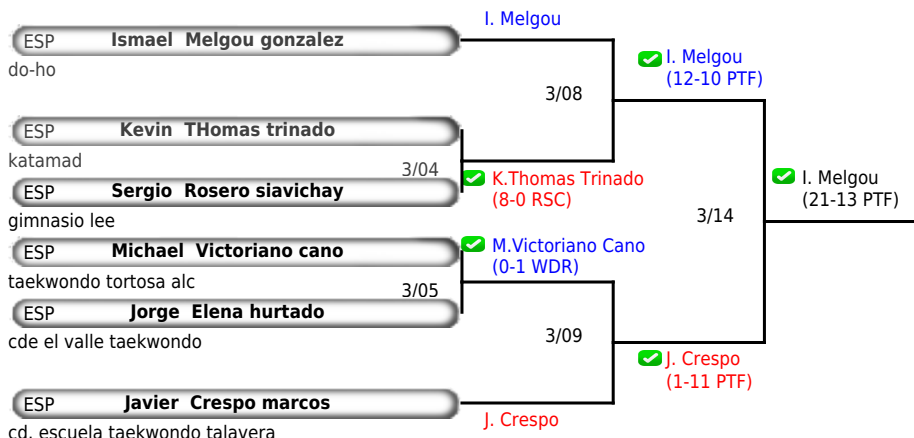 I. Melgou
ESP Ismael Melgou gonzalez
do-ho
I. Melgou
(12-10 PTF)
3/08
ESP Kevin THomas trinado
katamad
3/04
K.Thomas Trinado
(8-0 RSC)
ESP Sergio Rosero siavichay
gimnasio lee
I. Melgou
(21-13 PTF)
3/14
ESP Michael Victoriano cano
taekwondo tortosa alc
M.Victoriano Cano
(0-1 WDR)
3/05
ESP Jorge Elena hurtado
cde el valle taekwondo
3/09
J. Crespo
(1-11 PTF)
ESP Javier Crespo marcos
J. Crespo
cd. escuela taekwondo talavera